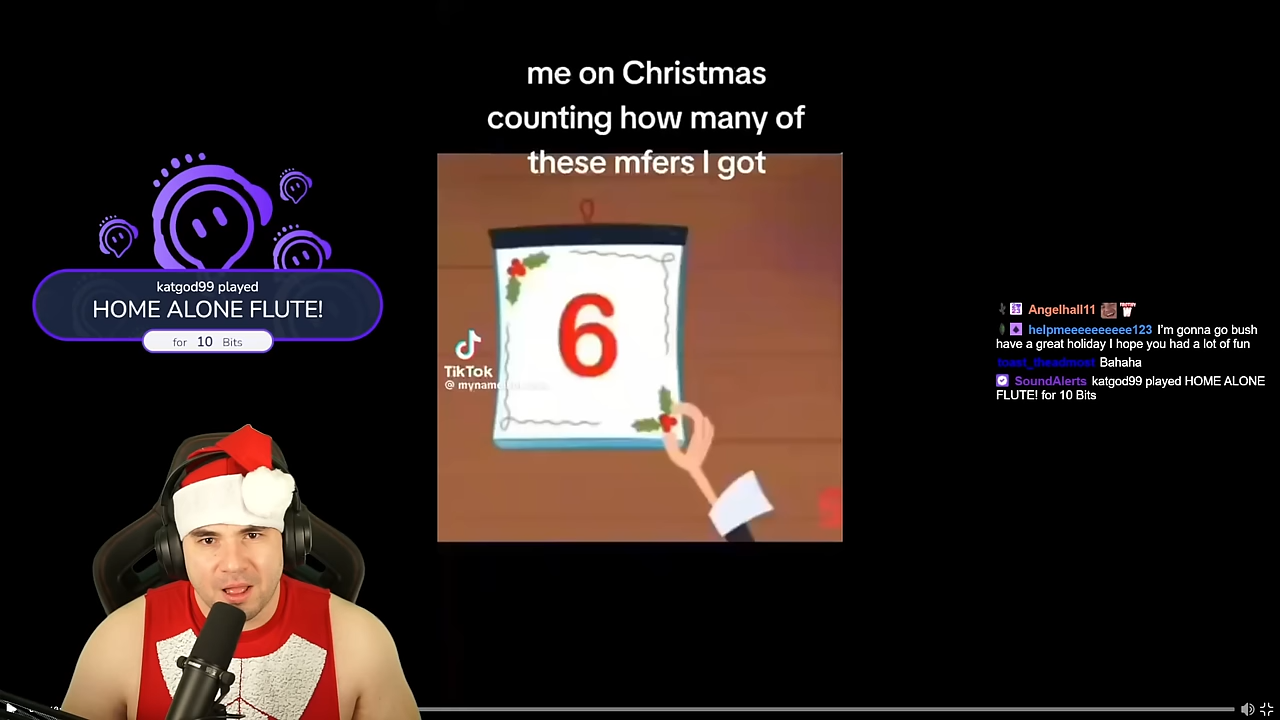 me on Christmas
counting how many of
these mfers I got
6
TikTok
katgod99 played
HOME ALONE FLUTE!
for 10 Bits
Angelhall11
helpmeeeeeeeeee123 I'm gonna go bush
have a great holiday I hope you had a lot of fun
toast_theadmost Bahaha
SoundAlerts katgod99 played HOME ALONE
FLUTE! for 10 Bits